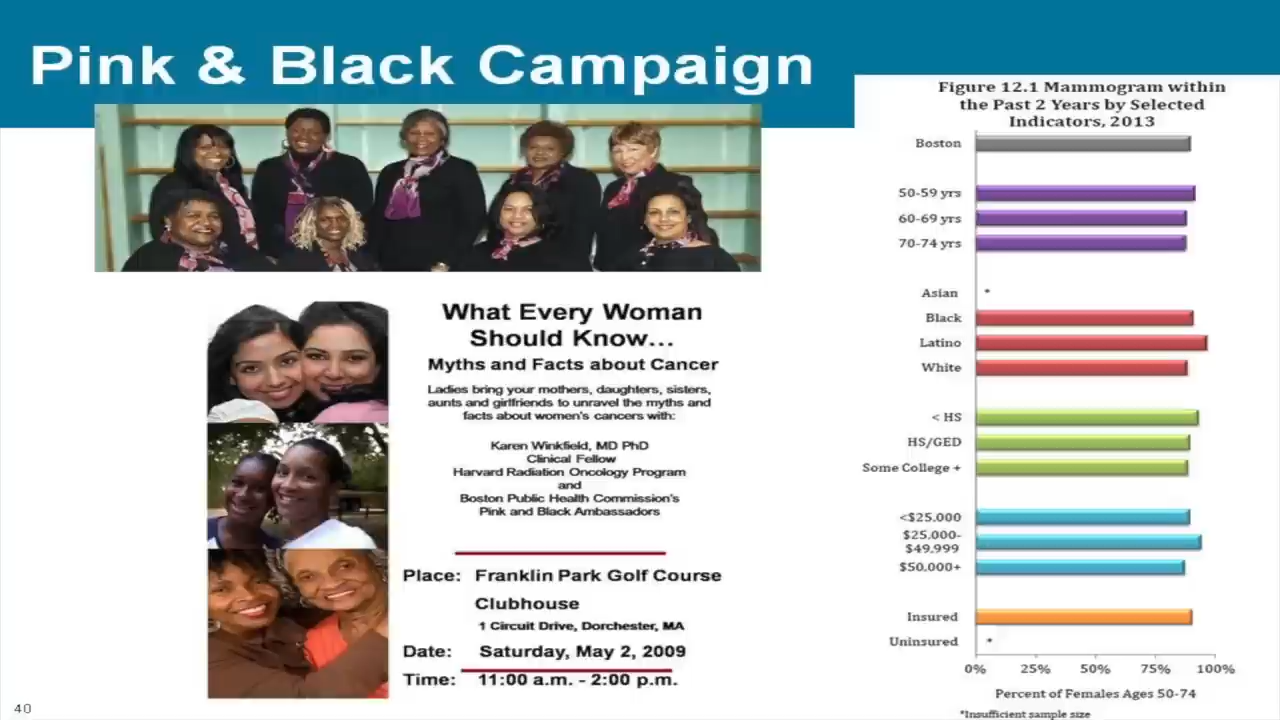 Pink & Black Campaign
What Every Woman
Should Know...
Myths and Facts about Cancer
Ladies bring your mothers, daughters, sisters,
aunts and girlfriends to unravel the myths and
facts about women's cancers with:
Karen Winkfield, MD PhD
Clinical Fellow
Harvard Radiation Oncology Program
and
Boston Public Health Commission's
Pink and Black Ambassadors
Place: Franklin Park Golf Course
Clubhouse
1 Circuit Drive, Dorchester, MA
Date: Saturday, May 2, 2009
Time: 11:00 a.m. - 2:00 p.m.
40
Figure 12.1 Mammogram within
the Past 2 Years by Selected
Indicators, 2013
Boston
50-59 yrs
60-69 yrs
70-74 yrs
Asian *
Black
Latino
White
< HS
HS/GED
Some College +
<$25,000
$25,000-
$49,999
$50,000+
Insured
Uninsured *
0% 25% 50% 75% 100%
Percent of Females Ages 50-74
*Insufficient sample size